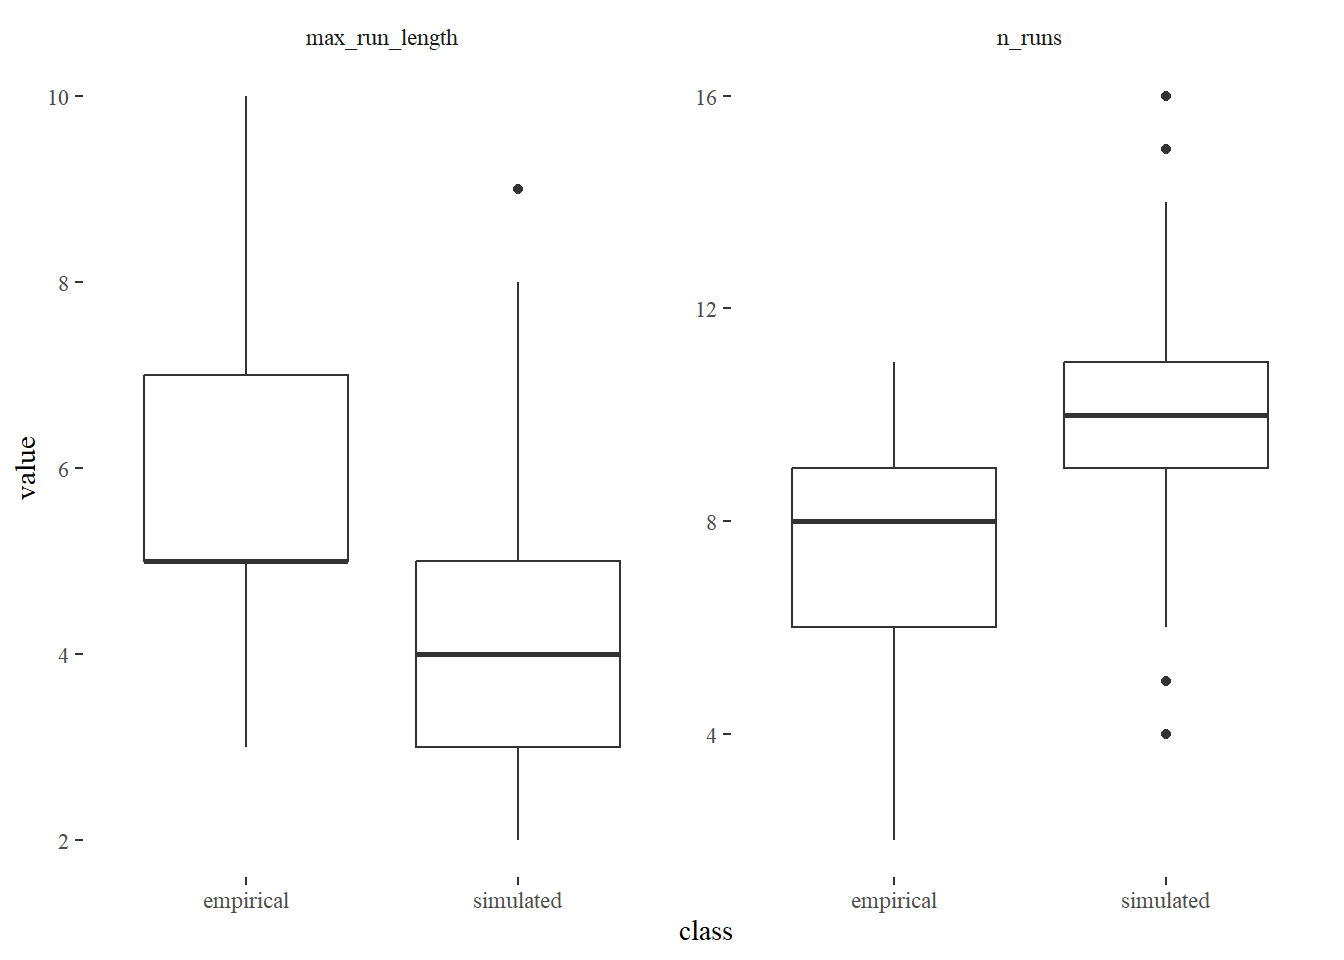 max_run_length
n_runs
value
10
8
6
4
2
16
12
8
4
empirical
simulated
empirical
simulated
class